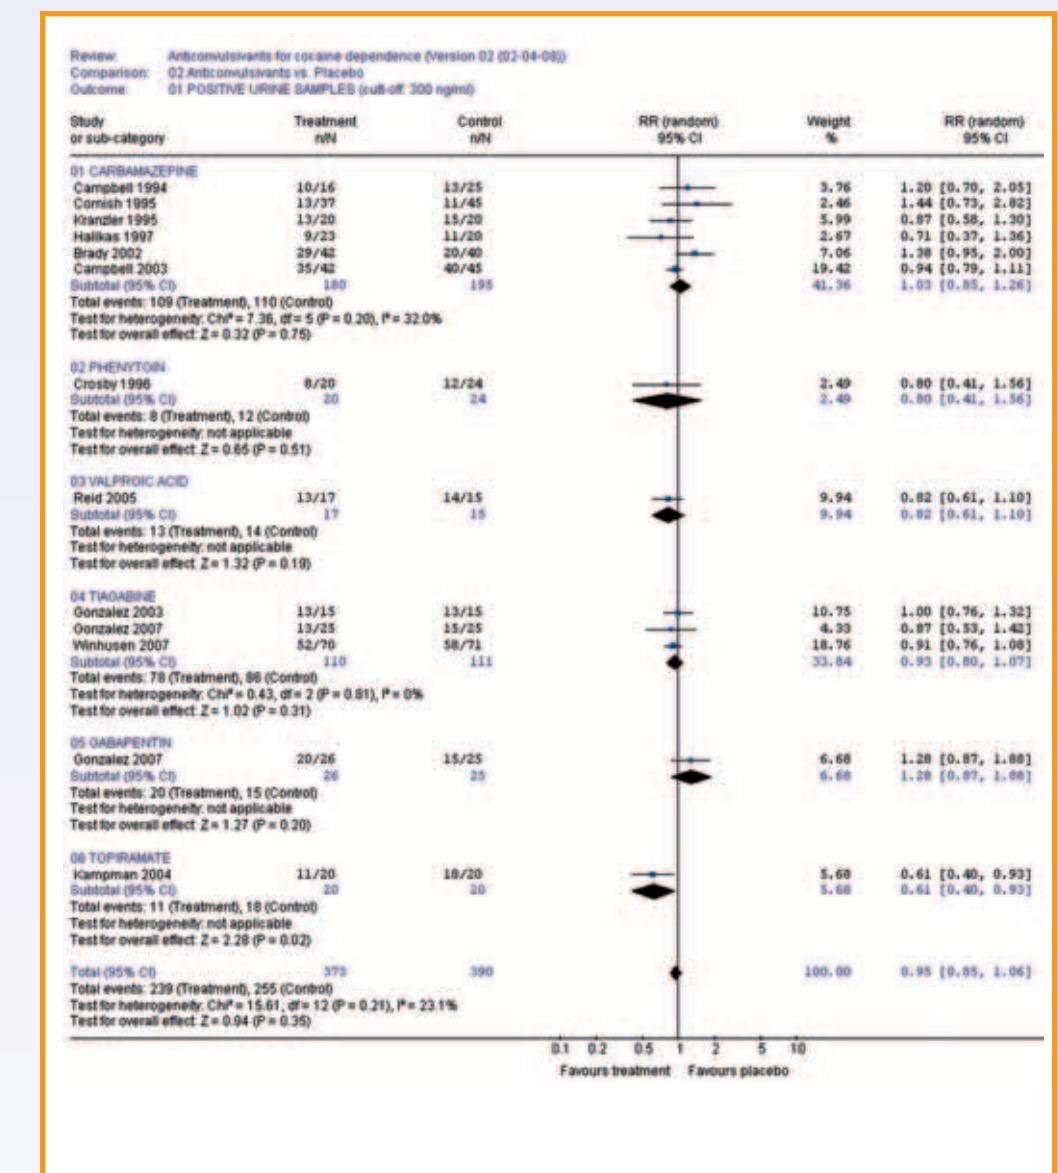 Review: Anticonvulsivants for cocaine dependence (Version 02 (02-04-08))
Comparison: 02 Anticonvulsivants vs. Placebo
Outcome: 01 POSITIVE URINE SAMPLES (cutt-off: 300 ng/ml)
Study or sub-category Treatment n/N Control n/N RR (random) 95% CI Weight % RR (random) 95% CI
01 CARBAMAZEPINE
Campbell 1994 10/16 13/25 3.76 1.20 [0.70, 2.05]
Cornish 1995 13/37 11/45 2.46 1.44 [0.73, 2.82]
Kranzler 1995 13/20 15/20 5.99 0.87 [0.58, 1.30]
Halikas 1997 9/23 11/20 2.67 0.71 [0.37, 1.36]
Brady 2002 29/42 20/40 7.06 1.38 [0.95, 2.00]
Campbell 2003 35/42 40/45 19.42 0.94 [0.79, 1.11]
Subtotal (95% CI) 180 195 41.36 1.03 [0.85, 1.26]
Total events: 109 (Treatment), 110 (Control)
Test for heterogeneity: Chi² = 7.36, df = 5 (P = 0.20), I² = 32.0%
Test for overall effect: Z = 0.32 (P = 0.75)
02 PHENYTOIN
Crosby 1996 8/20 12/24 2.49 0.80 [0.41, 1.56]
Subtotal (95% CI) 20 24 2.49 0.80 [0.41, 1.56]
Total events: 8 (Treatment), 12 (Control)
Test for heterogeneity: not applicable
Test for overall effect: Z = 0.65 (P = 0.51)
03 VALPROIC ACID
Reid 2005 13/17 14/15 9.94 0.82 [0.61, 1.10]
Subtotal (95% CI) 17 15 9.94 0.82 [0.61, 1.10]
Total events: 13 (Treatment), 14 (Control)
Test for heterogeneity: not applicable
Test for overall effect: Z = 1.32 (P = 0.19)
04 TIAGABINE
Gonzalez 2003 13/15 13/15 10.75 1.00 [0.76, 1.32]
Gonzalez 2007 13/25 15/25 4.33 0.87 [0.53, 1.42]
Winhusen 2007 52/70 58/71 18.76 0.91 [0.76, 1.08]
Subtotal (95% CI) 110 111 33.84 0.93 [0.80, 1.07]
Total events: 78 (Treatment), 86 (Control)
Test for heterogeneity: Chi² = 0.43, df = 2 (P = 0.81), I² = 0%
Test for overall effect: Z = 1.02 (P = 0.31)
05 GABAPENTIN
Gonzalez 2007 20/26 15/25 6.68 1.28 [0.87, 1.88]
Subtotal (95% CI) 26 25 6.68 1.28 [0.87, 1.88]
Total events: 20 (Treatment), 15 (Control)
Test for heterogeneity: not applicable
Test for overall effect: Z = 1.27 (P = 0.20)
06 TOPIRAMATE
Kampman 2004 11/20 18/20 5.68 0.61 [0.40, 0.93]
Subtotal (95% CI) 20 20 5.68 0.61 [0.40, 0.93]
Total events: 11 (Treatment), 18 (Control)
Test for heterogeneity: not applicable
Test for overall effect: Z = 2.28 (P = 0.02)
Total (95% CI) 373 390 100.00 0.95 [0.85, 1.06]
Total events: 239 (Treatment), 255 (Control)
Test for heterogeneity: Chi² = 15.61, df = 12 (P = 0.21), I² = 23.1%
Test for overall effect: Z = 0.94 (P = 0.35)
0.1 0.2 0.5 1 2 5 10
Favours treatment Favours placebo